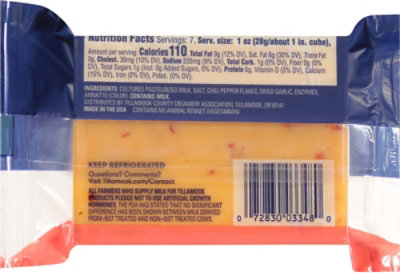 Nutrition Facts Servings: 7, Serv. size: 1 oz (28g/about 1 in. cube),
Amount per serving: Calories 110, Total Fat 9g (12% DV), Sat. Fat 6g (30% DV), Trans Fat
0g, Cholest. 30mg (10% DV), Sodium 200mg (9% DV), Total Carb. 1g (0% DV), Fiber 0g
(0% DV), Total Sugars 1g (Incl. 0g Added Sugars, 0% DV), Protein 6g, Vitamin D (0% DV), Calcium
(15% DV), Iron (0% DV), Potas. (0% DV).
INGREDIENTS: CULTURED PASTEURIZED MILK, SALT, CHILI PEPPER FLAKES, DRIED GARLIC, ENZYMES,
ANNATTO (COLOR). CONTAINS: MILK
DISTRIBUTED BY TILLAMOOK COUNTY CREAMERY ASSOCIATION, TILLAMOOK, OR 97141
MADE IN THE USA CONTAINS NO ANIMAL RENNET (VEGETARIAN)
KEEP REFRIGERATED
Questions? Comments?
Visit Tillamook.com/contact
ALL FARMERS WHO SUPPLY MILK FOR TILLAMOOK
PRODUCTS PLEDGE NOT TO USE ARTIFICIAL GROWTH
HORMONES. THE FDA HAS STATED THAT NO SIGNIFICANT
DIFFERENCE HAS BEEN SHOWN BETWEEN MILK DERIVED
FROM rBST TREATED AND NON-rBST TREATED COWS.
0 72830 03348 0